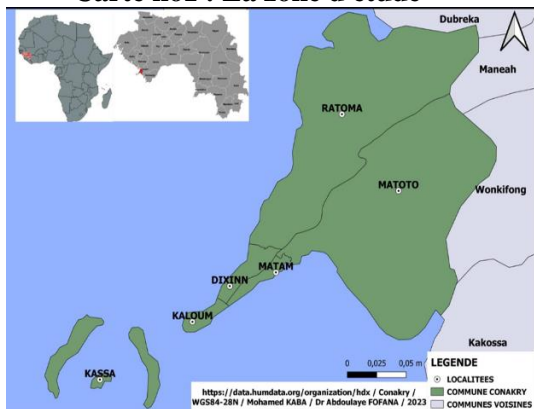 Carte n01 : La zone d'étude
Dubreka
Maneah
RATOMA
MATOTO
Wonkifong
MATAM
DIXINN
KALOUM
KASSA
Kakossa
0 0,025 0,05 m
LEGENDE
LOCALITEES
COMMUNE CONAKRY
COMMUNES VOISINES
https://data.humdata.org/organization/hdx / Conakry /
WGS84-28N / Mohamed KABA / Dr Abdoulaye FOFANA / 2023